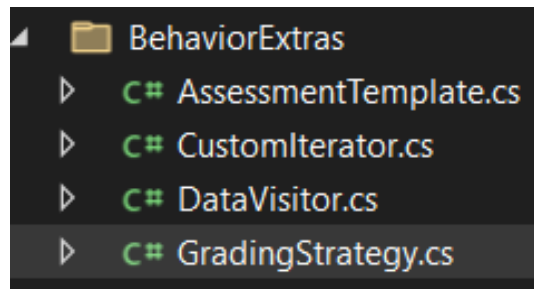 BehaviorExtras
C# AssessmentTemplate.cs
C# CustomIterator.cs
C# DataVisitor.cs
C# GradingStrategy.cs